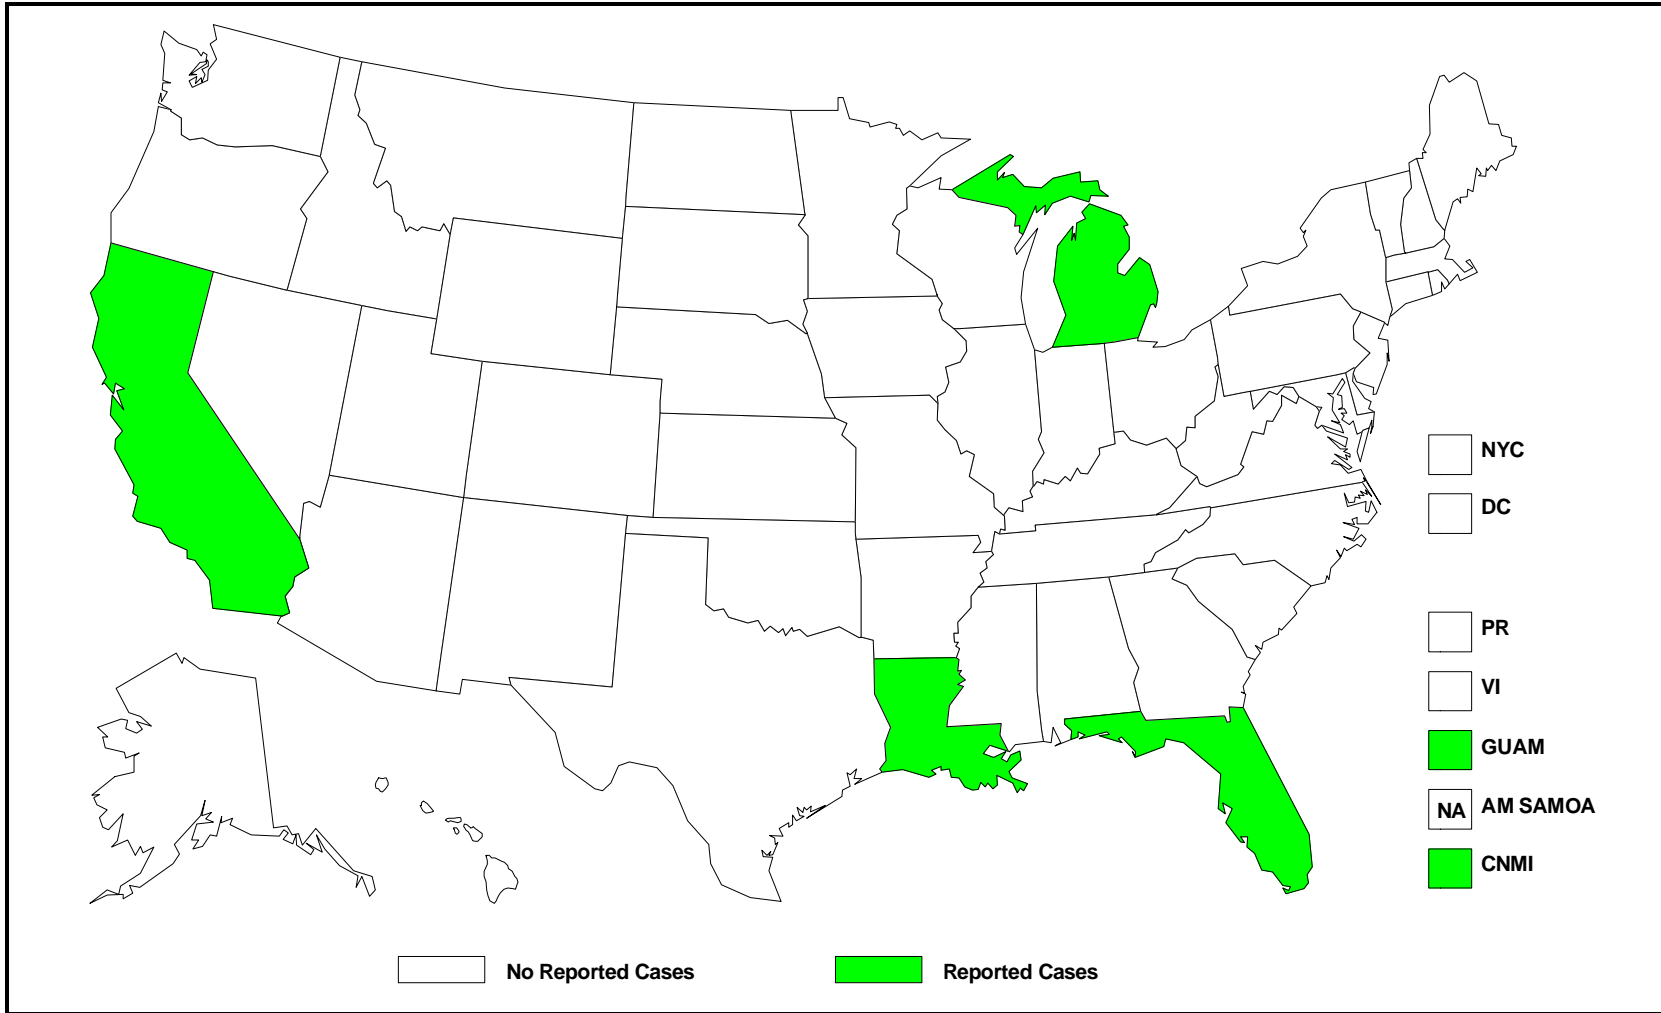 NYC
DC
PR
VI
GUAM
NA AM SAMOA
CNMI
No Reported Cases Reported Cases